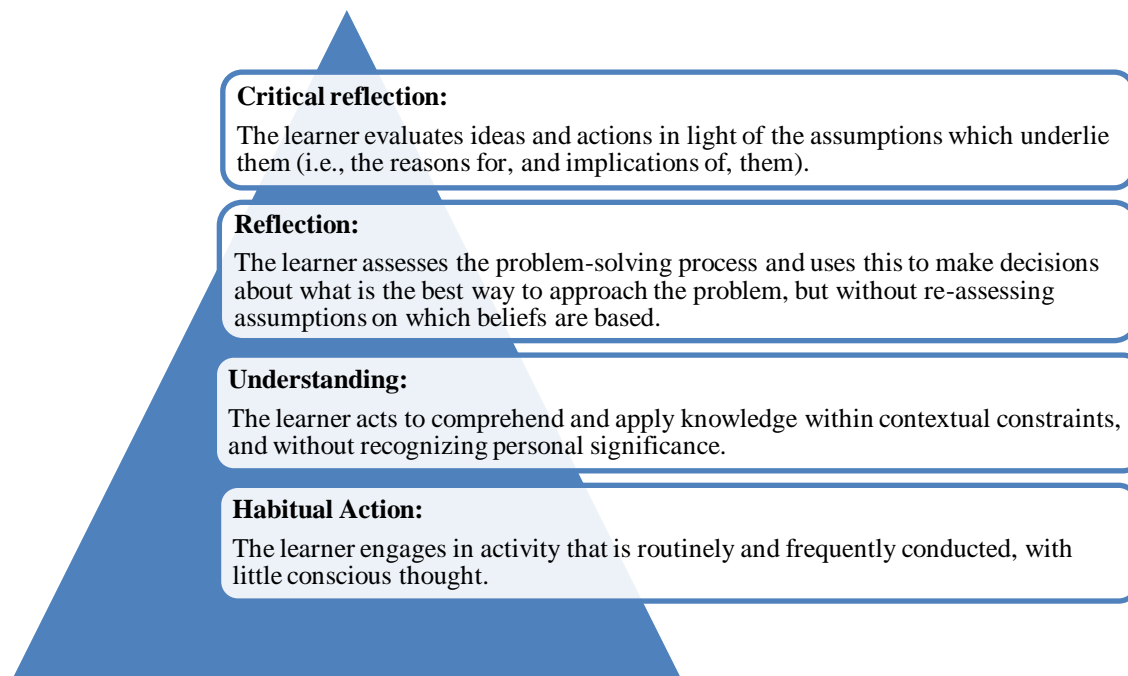 Critical reflection:
The learner evaluates ideas and actions in light of the assumptions which underlie
them (i.e., the reasons for, and implications of, them).
Reflection:
The learner assesses the problem-solving process and uses this to make decisions
about what is the best way to approach the problem, but without re-assessing
assumptions on which beliefs are based.
Understanding:
The learner acts to comprehend and apply knowledge within contextual constraints,
and without recognizing personal significance.
Habitual Action:
The learner engages in activity that is routinely and frequently conducted, with
little conscious thought.